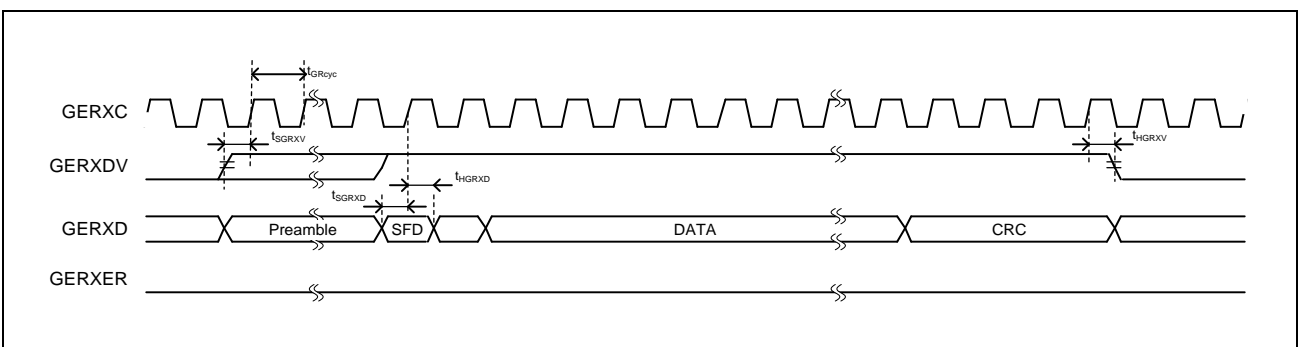 tGRcyc
GERXC
tSGRXV
tHGRXV
GERXDV
tHGRXD
tSGRXD
GERXD
Preamble
SFD
DATA
CRC
GERXER